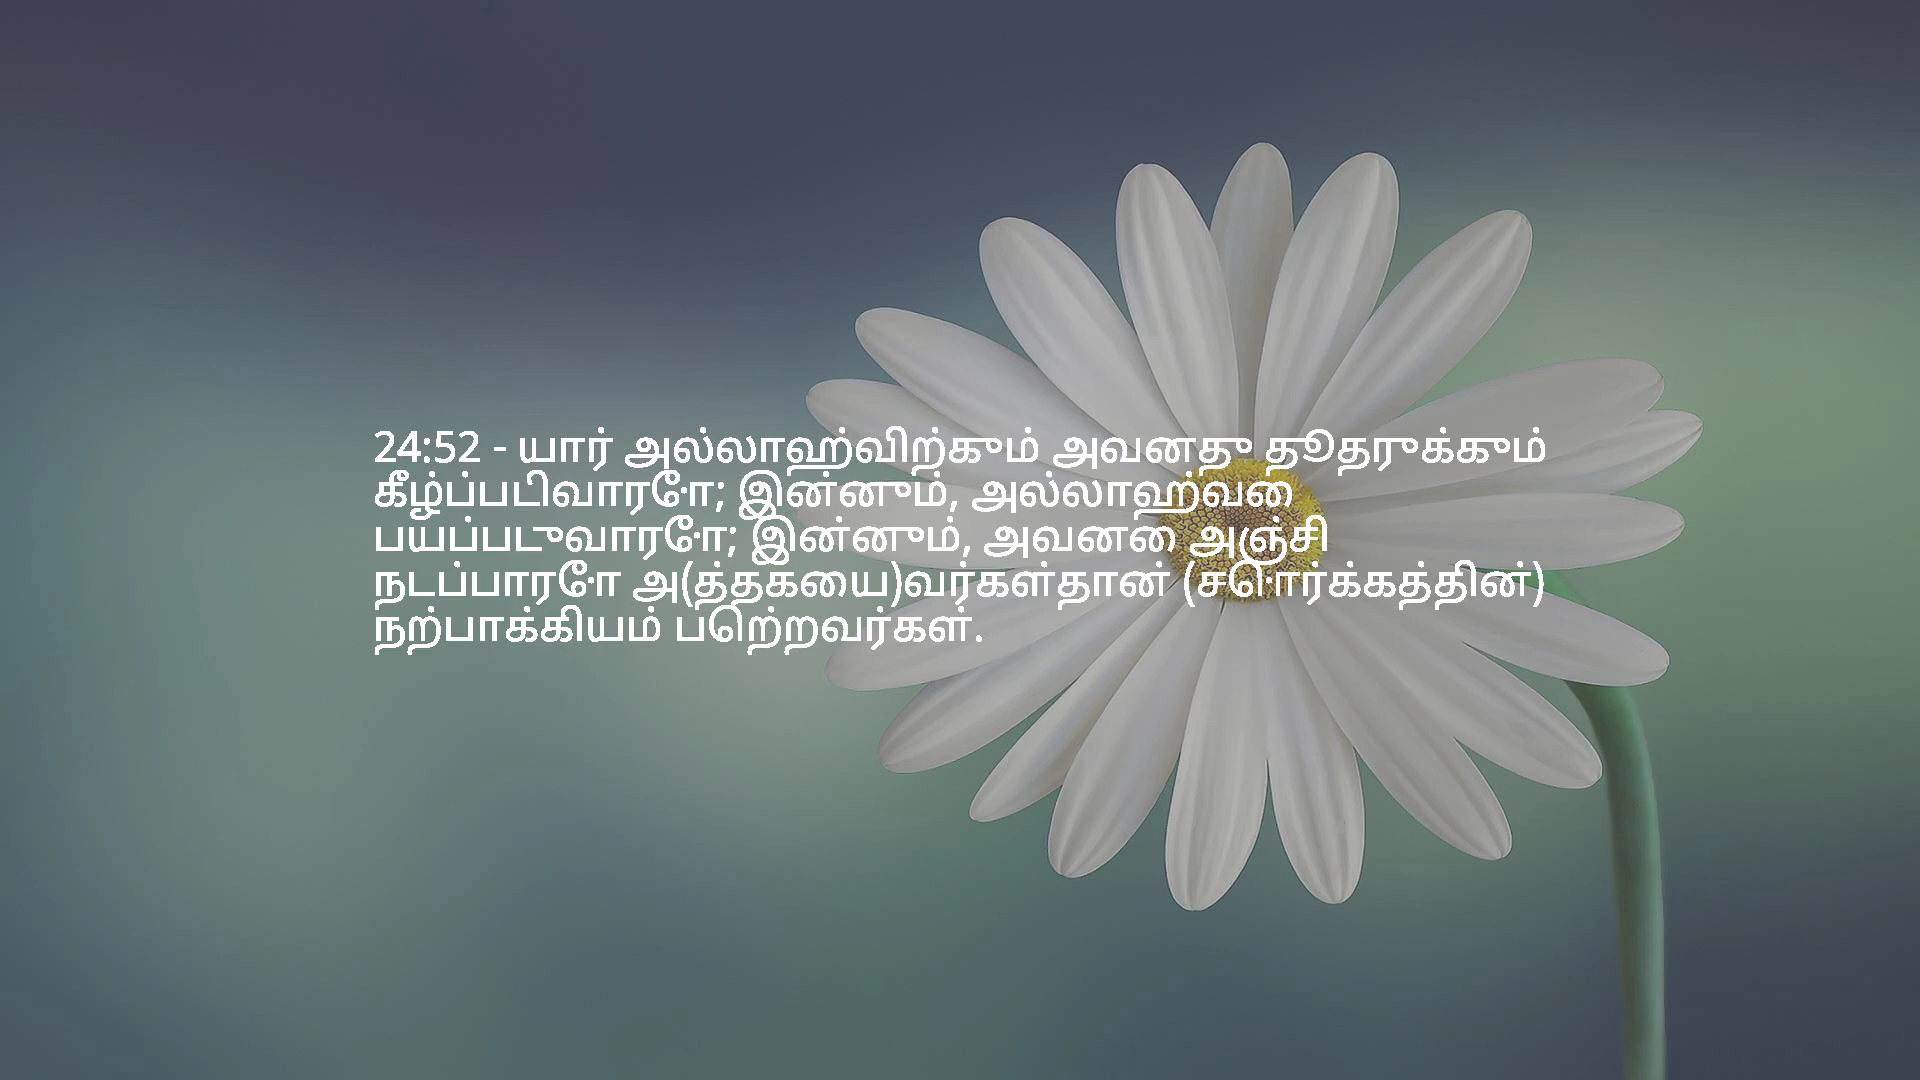 24:52 - யார் அல்லாஹ்விற்கும் அவனது தூதருக்கும்
கீழ்ப்படிவாரோ; இன்னும், அல்லாஹ்வை
பயப்படுவாரோ; இன்னும், அவனை அஞ்சி
நடப்பாரோ அ(த்தகையை)வர்கள்தான் (சொர்க்கத்தின்)
நற்பாக்கியம் பெற்றவர்கள்.